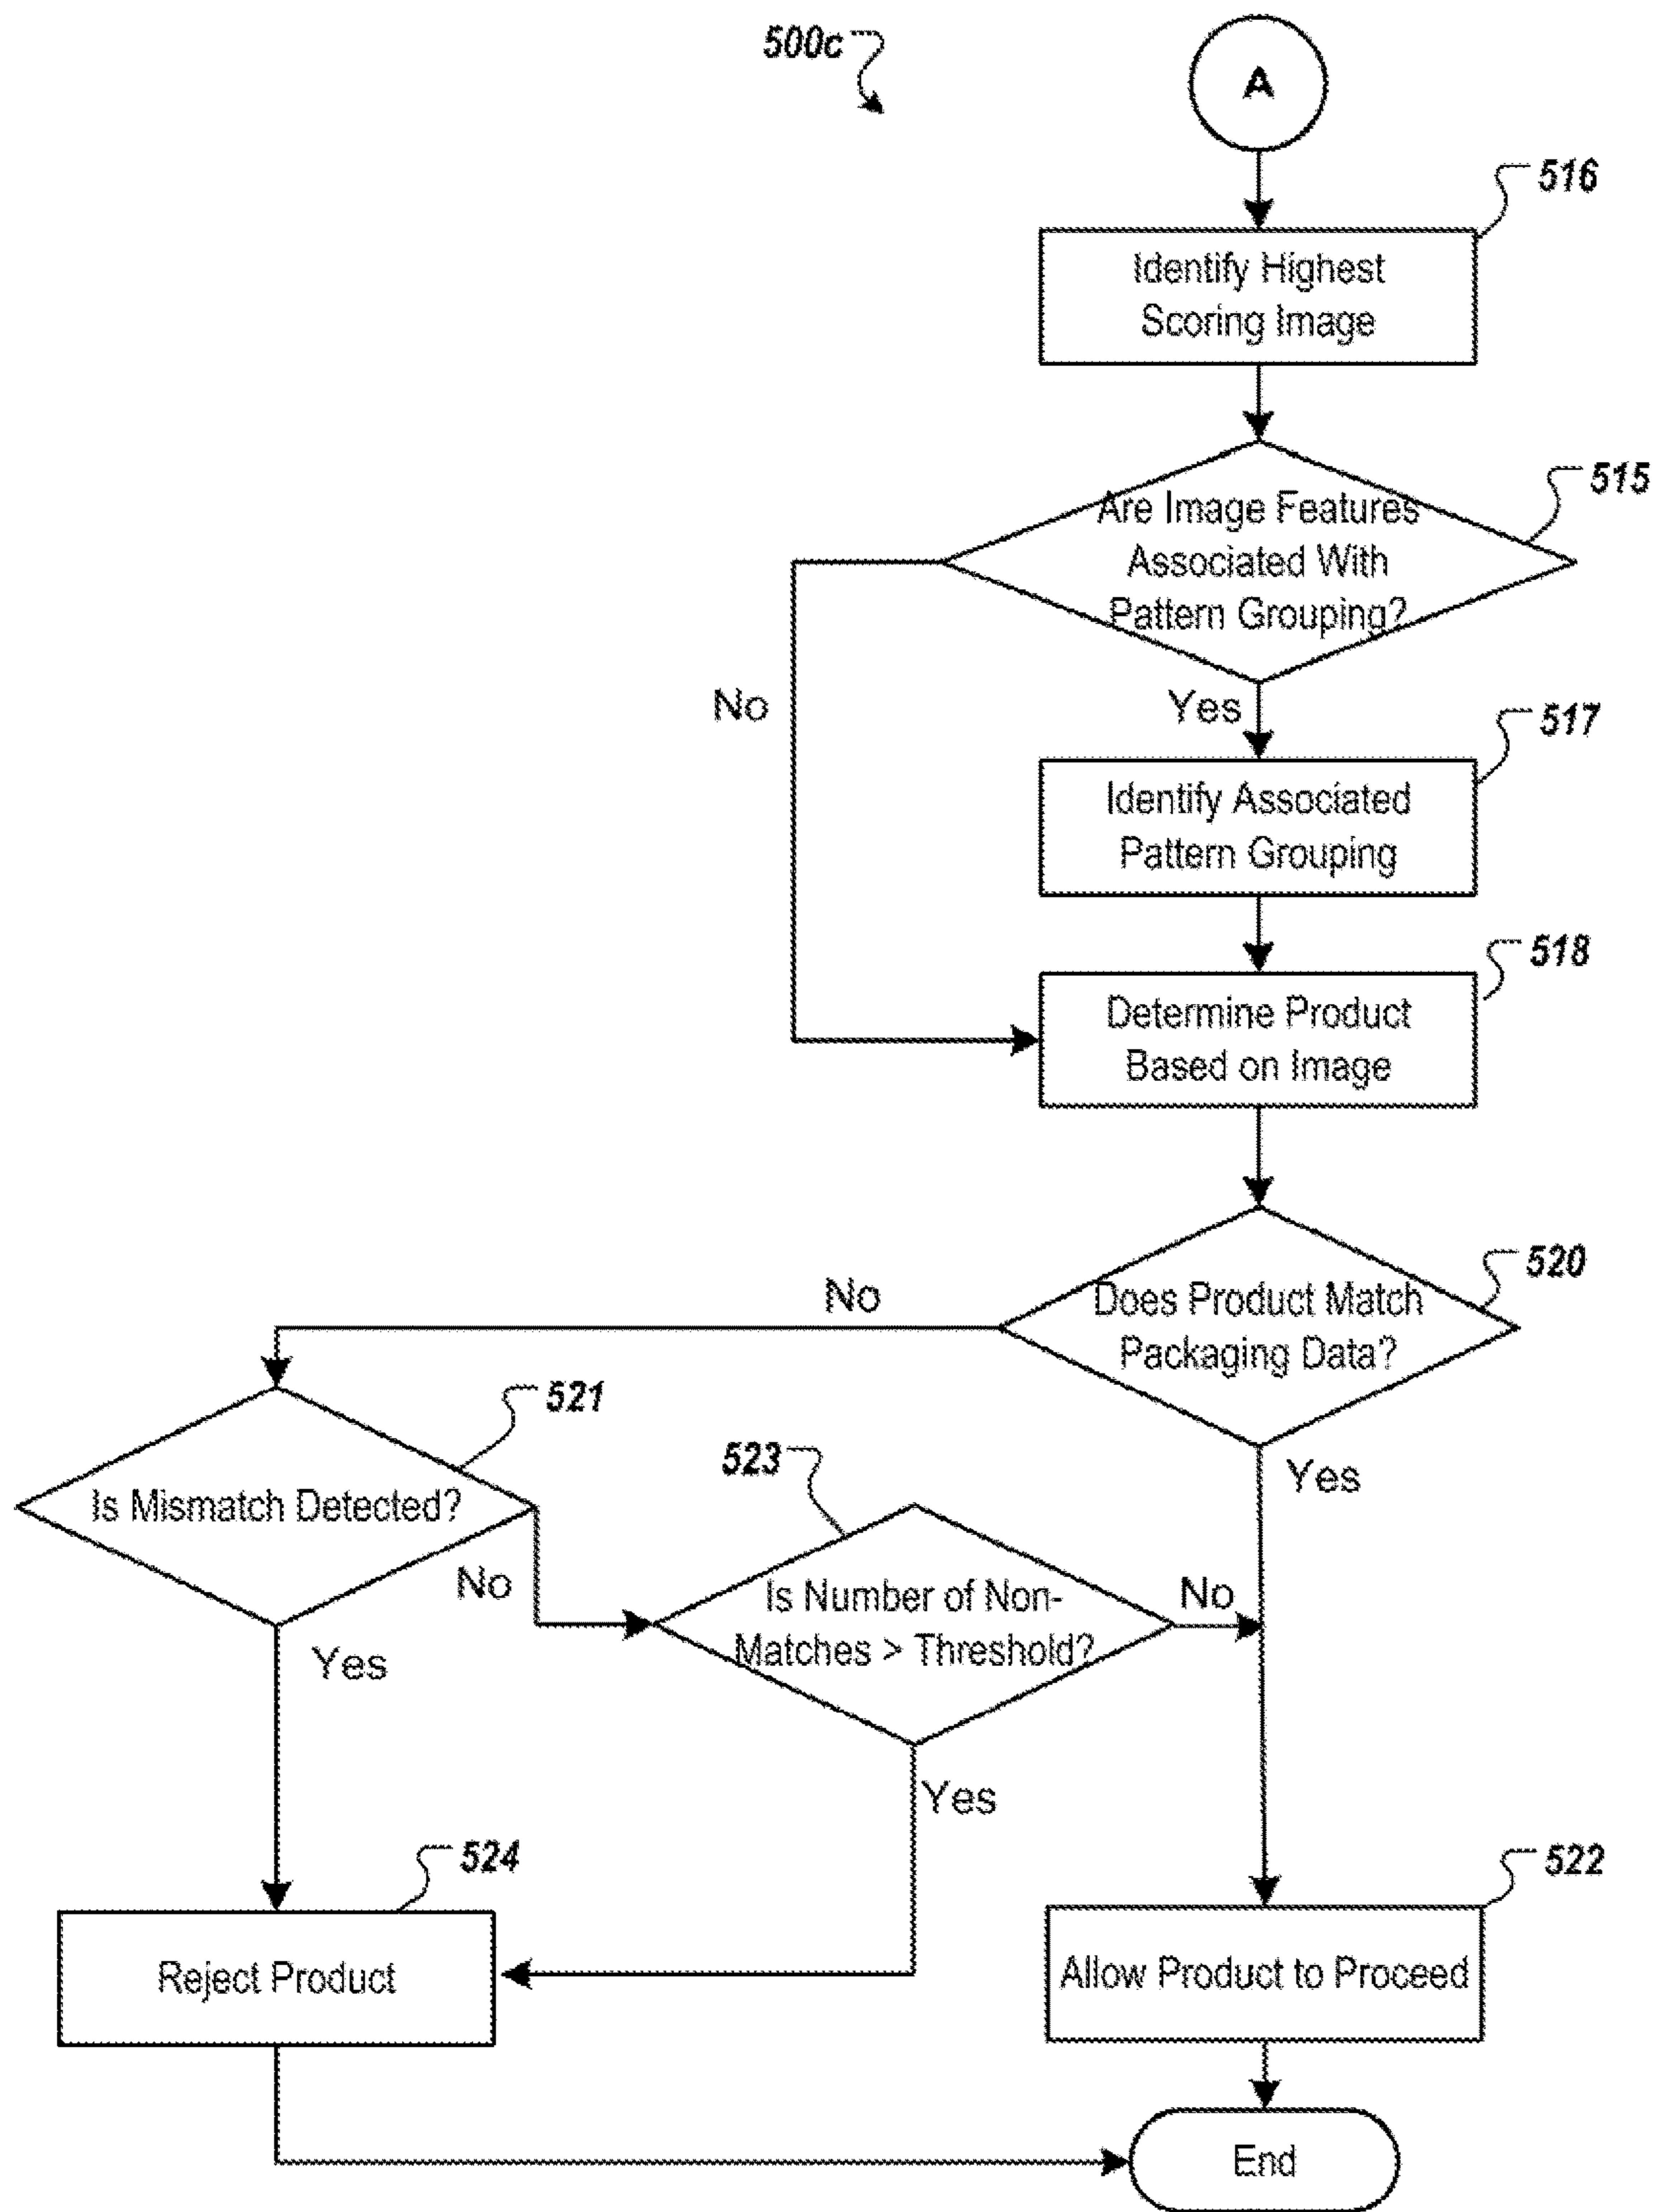 500c
A
516
Identify Highest
Scoring Image
515
Are Image Features
Associated With
Pattern Grouping?
No
Yes
517
Identify Associated
Pattern Grouping
518
Determine Product
Based on Image
520
Does Product Match
Packaging Data?
No
Yes
521
Is Mismatch Detected?
No
Yes
523
Is Number of Non-
Matches > Threshold?
No
Yes
524
Reject Product
522
Allow Product to Proceed
End